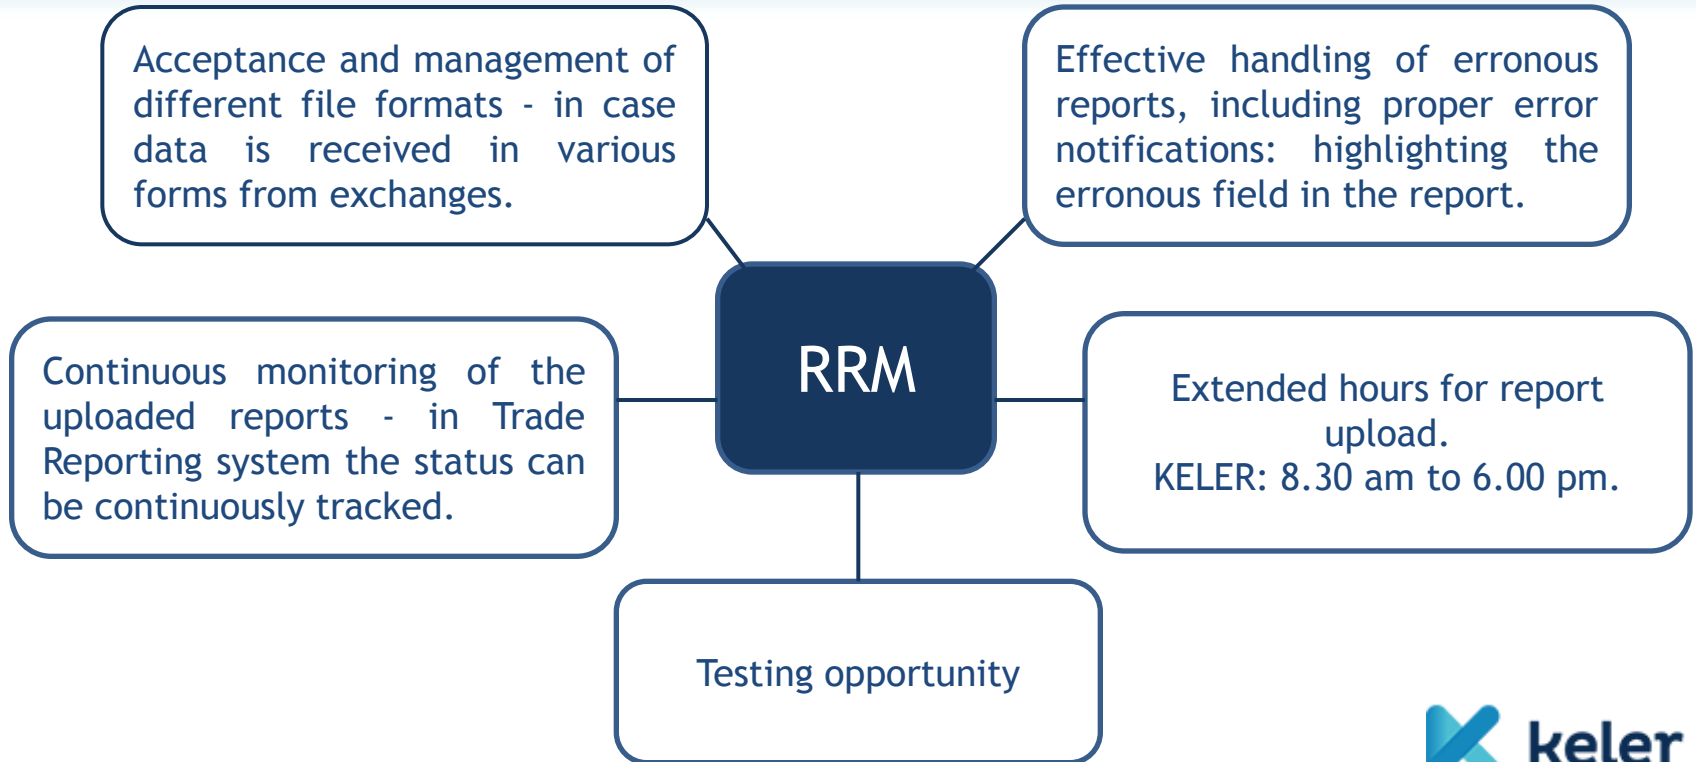 Acceptance and management of
different file formats - in case
data is received in various
forms from exchanges.
Effective handling of erronous
reports, including proper error
notifications: highlighting the
erronous field in the report.
RRM
Continuous monitoring of the
uploaded reports - in Trade
Reporting system the status can
be continuously tracked.
Extended hours for report
upload.
KELER: 8.30 am to 6.00 pm.
Testing opportunity
keler